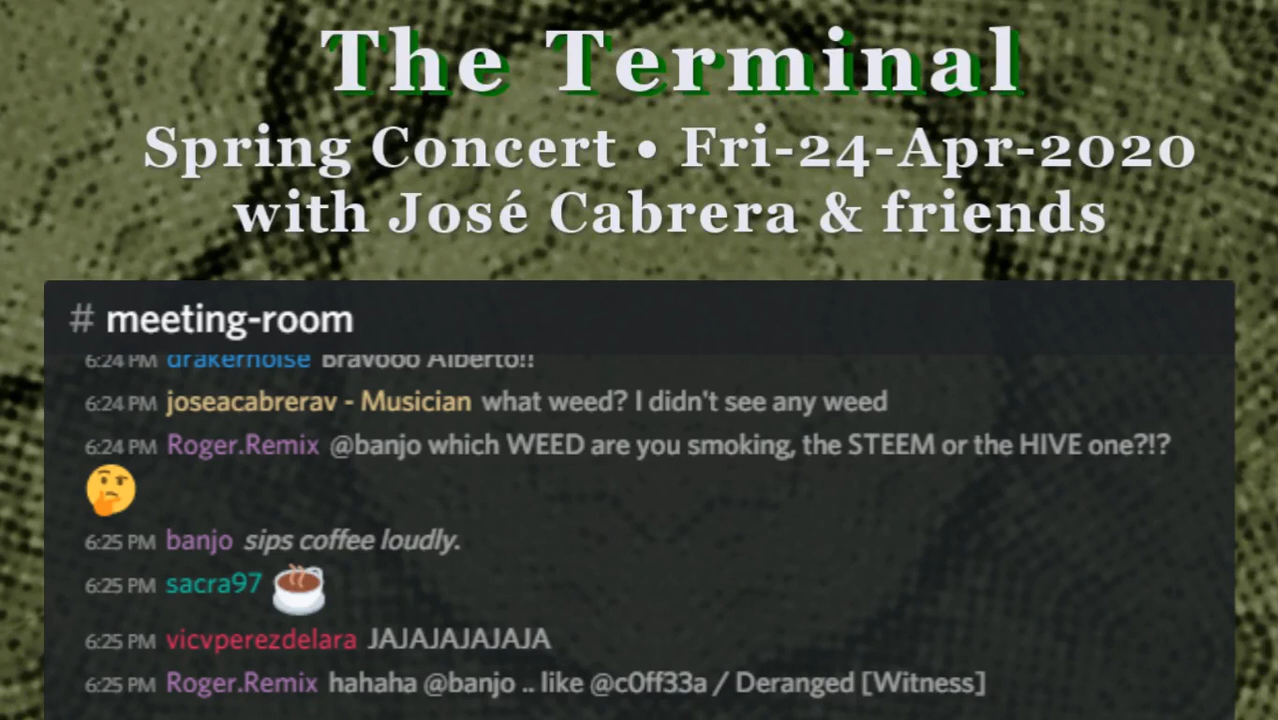 The Terminal
Spring Concert • Fri-24-Apr-2020
with José Cabrera & friends
# meeting-room
6:24 PM drakernoise Bravooo Alberto!!
6:24 PM joseacabrerav - Musician what weed? I didn't see any weed
6:24 PM Roger.Remix @banjo which WEED are you smoking, the STEEM or the HIVE one?!?
🤔
6:25 PM banjo sips coffee loudly.
6:25 PM sacra97 ☕
6:25 PM vicvperezdelara JAJAJAJAJAJA
6:25 PM Roger.Remix hahaha @banjo .. like @c0ff33a / Deranged [Witness]